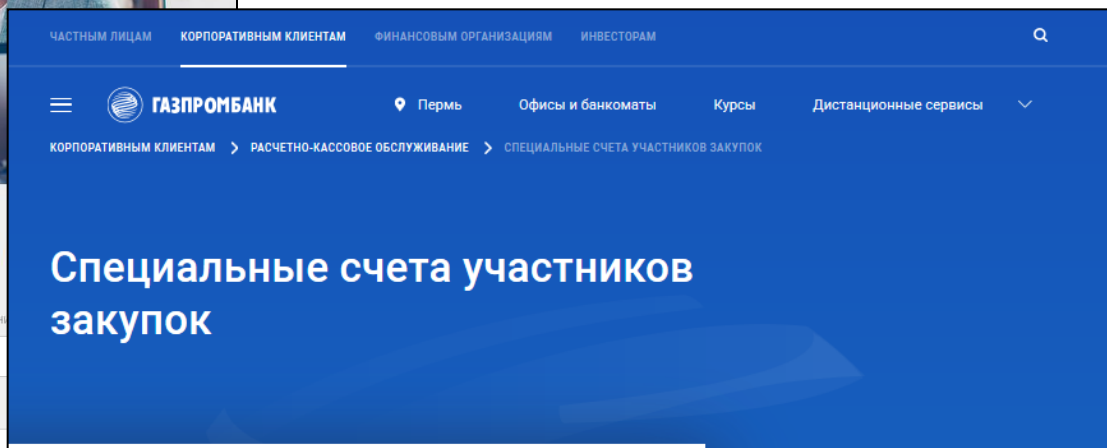 ЧАСТНЫМ ЛИЦАМ КОРПОРАТИВНЫМ КЛИЕНТАМ ФИНАНСОВЫМ ОРГАНИЗАЦИЯМ ИНВЕСТОРАМ
ГАЗПРОМБАНК Пермь Офисы и банкоматы Курсы Дистанционные сервисы
КОРПОРАТИВНЫМ КЛИЕНТАМ > РАСЧЕТНО-КАССОВОЕ ОБСЛУЖИВАНИЕ > СПЕЦИАЛЬНЫЕ СЧЕТА УЧАСТНИКОВ ЗАКУПОК
Специальные счета участников
закупок